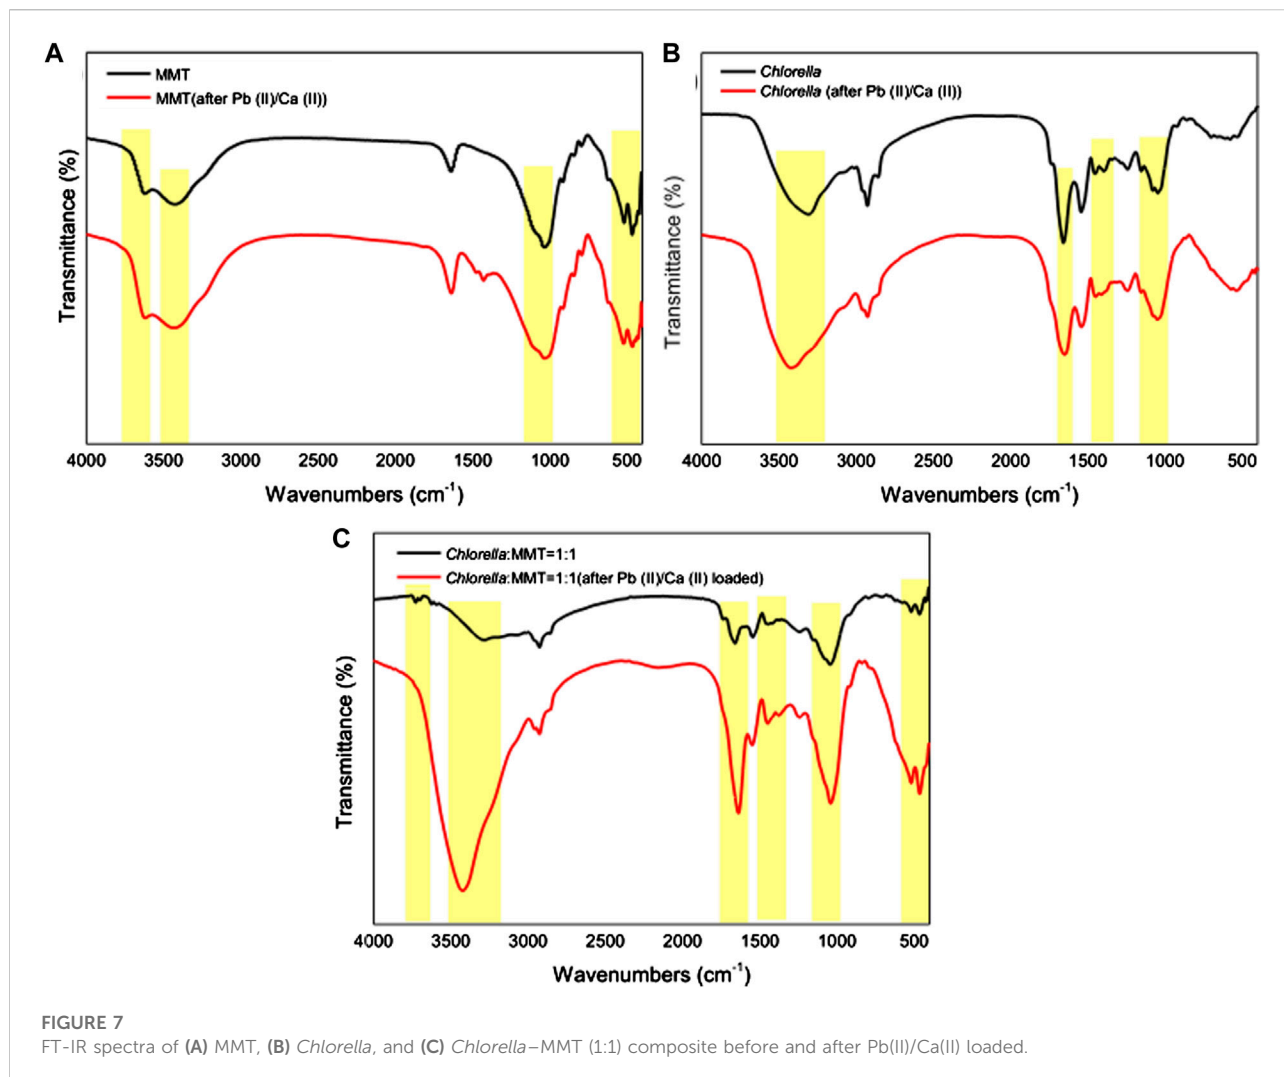 A
MMT
MMT(after Pb (II)/Ca (II))
Transmittance (%)
4000 3500 3000 2500 2000 1500 1000 500
Wavenumbers (cm-1)
B
Chlorella
Chlorella (after Pb (II)/Ca (II))
Transmittance (%)
4000 3500 3000 2500 2000 1500 1000 500
Wavenumbers (cm-1)
C
Chlorella:MMT=1:1
Chlorella:MMT=1:1(after Pb (II)/Ca (II) loaded)
Transmittance (%)
4000 3500 3000 2500 2000 1500 1000 500
Wavenumbers (cm-1)
FIGURE 7
FT-IR spectra of (A) MMT, (B) Chlorella, and (C) Chlorella–MMT (1:1) composite before and after Pb(II)/Ca(II) loaded.